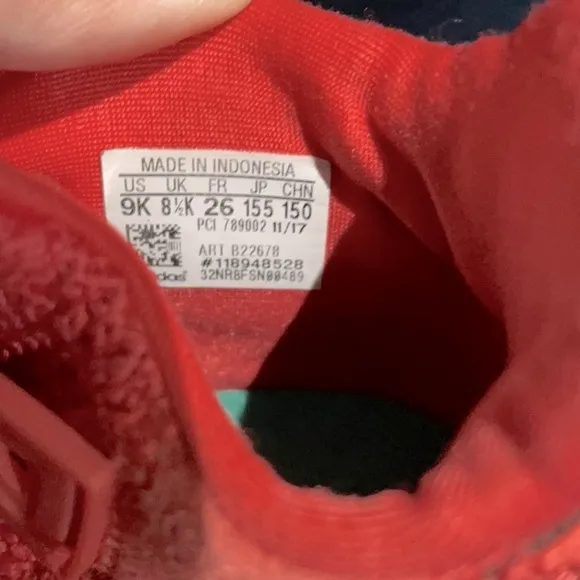 MADE IN INDONESIA
US UK FR JP CHN
9K 8½K 26 155 150
PCI 789002 11/17
ART B22678
#118948528
32NRBFSN00489